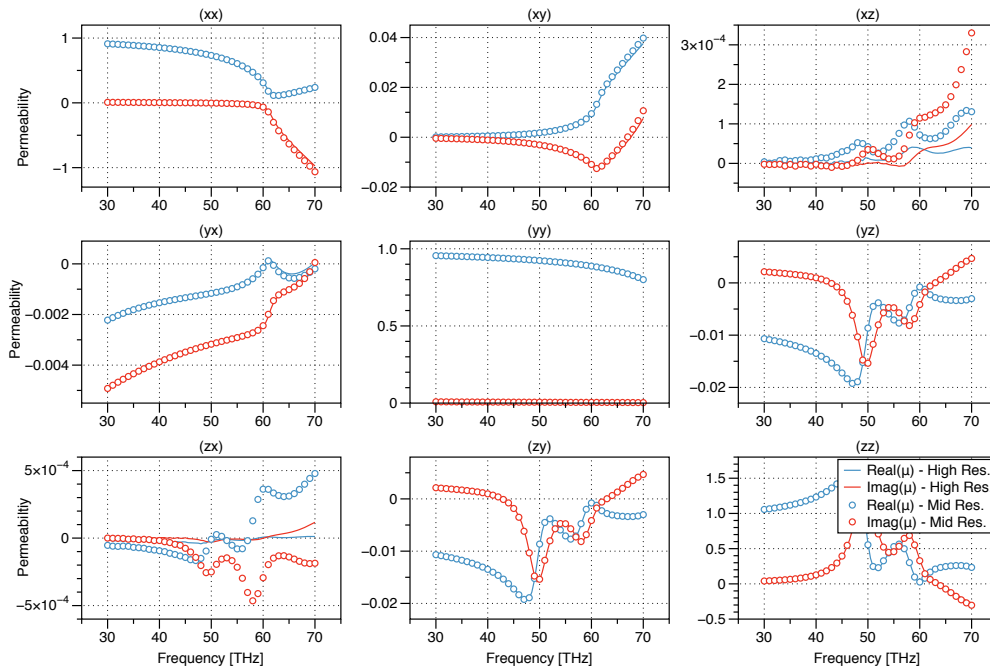 (xx)
(xy)
(xz)
Permeability
1
0
−1
30 40 50 60 70
0.04
0.02
0
−0.02
30 40 50 60 70
3×10⁻⁴
1×10⁻⁴
0
30 40 50 60 70
(yx)
(yy)
(yz)
Permeability
0
−0.002
−0.004
30 40 50 60 70
1.0
0.5
0
30 40 50 60 70
0
−0.01
−0.02
30 40 50 60 70
(zx)
(zy)
(zz)
Permeability
5×10⁻⁴
0
−5×10⁻⁴
30 40 50 60 70
Frequency [THz]
0
−0.01
−0.02
30 40 50 60 70
Frequency [THz]
1.5
1.0
0.5
0
−0.5
30 40 50 60 70
Frequency [THz]
Real(μ) - High Res.
Imag(μ) - High Res.
Real(μ) - Mid Res.
Imag(μ) - Mid Res.